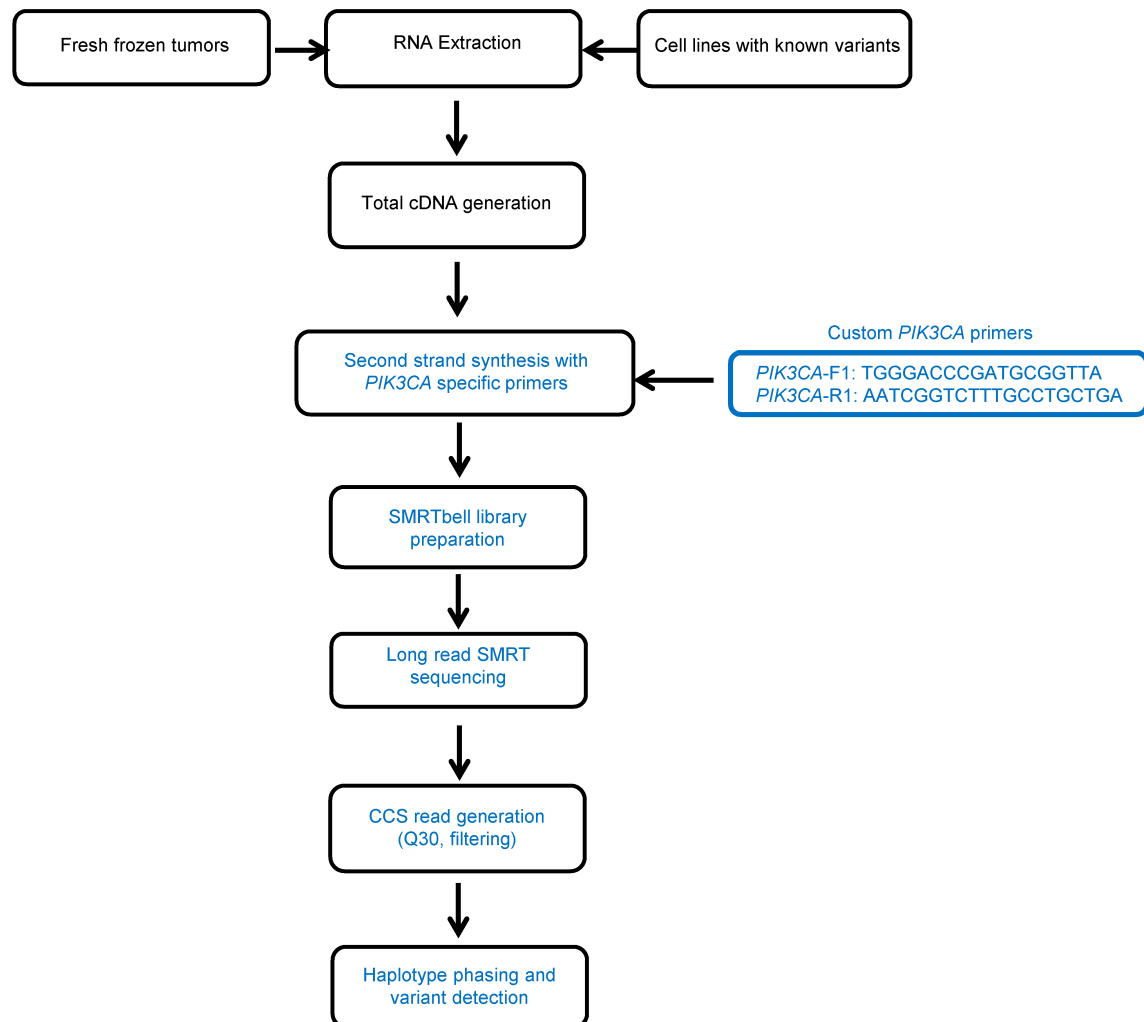 Fresh frozen tumors
RNA Extraction
Cell lines with known variants
Total cDNA generation
Second strand synthesis with
PIK3CA specific primers
Custom PIK3CA primers
PIK3CA-F1: TGGGACCCGATGCGGTTA
PIK3CA-R1: AATCGGTCTTTGCCTGCTGA
SMRTbell library
preparation
Long read SMRT
sequencing
CCS read generation
(Q30, filtering)
Haplotype phasing and
variant detection